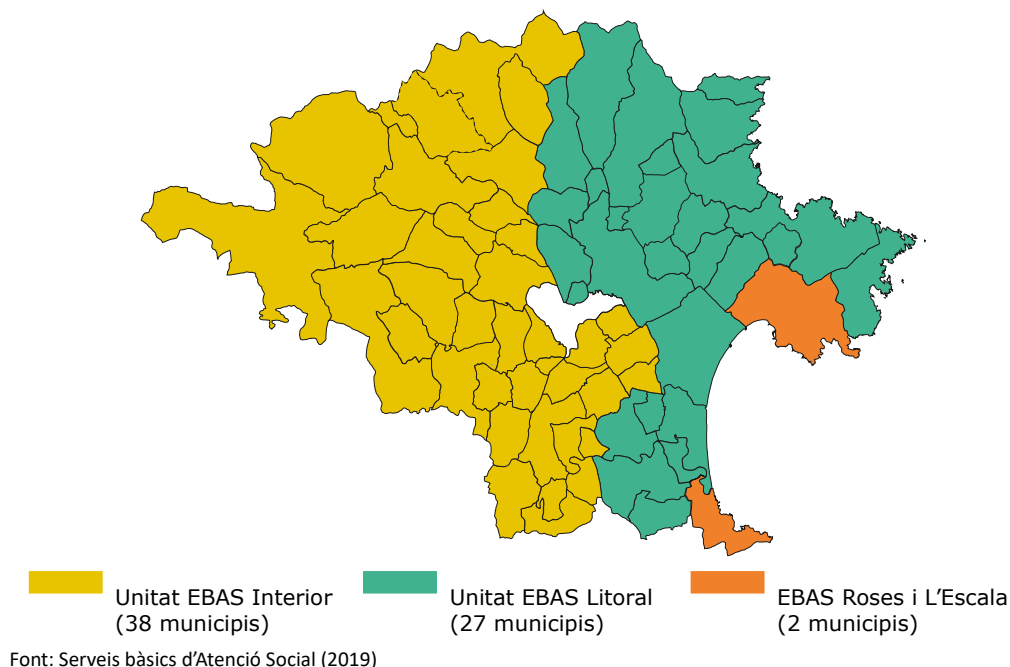 Unitat EBAS Interior
(38 municipis)
Unitat EBAS Litoral
(27 municipis)
EBAS Roses i L’Escala
(2 municipis)
Font: Serveis bàsics d’Atenció Social (2019)